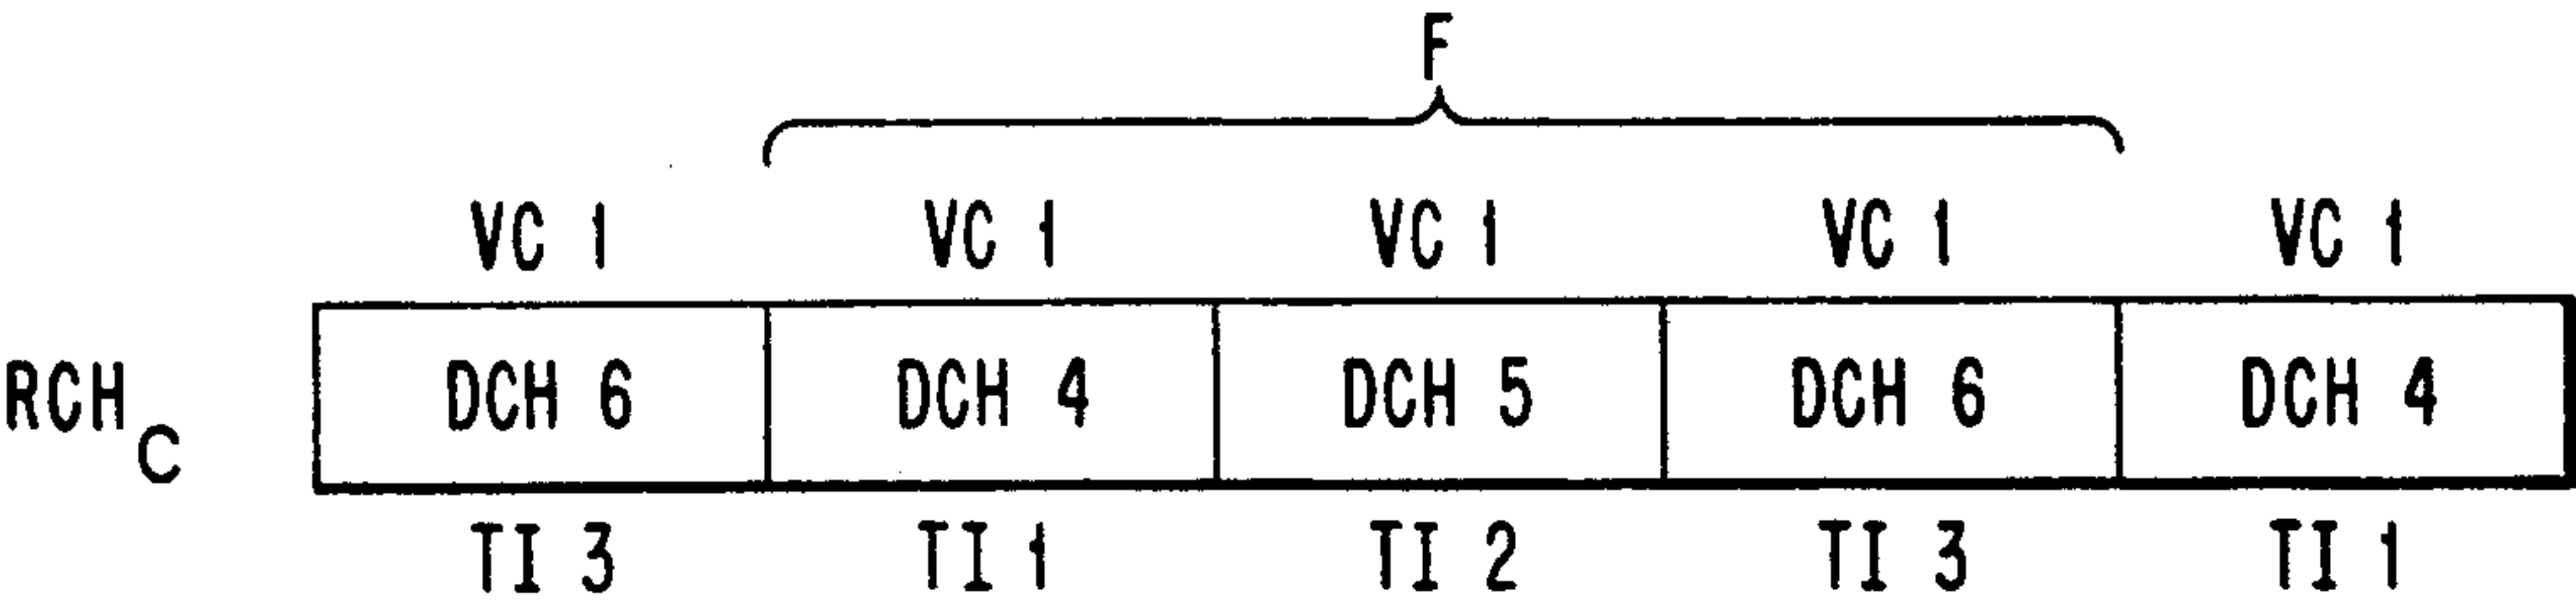 F
VC 1 VC 1 VC 1 VC 1 VC 1
RCH C DCH 6 DCH 4 DCH 5 DCH 6 DCH 4
TI 3 TI 1 TI 2 TI 3 TI 1